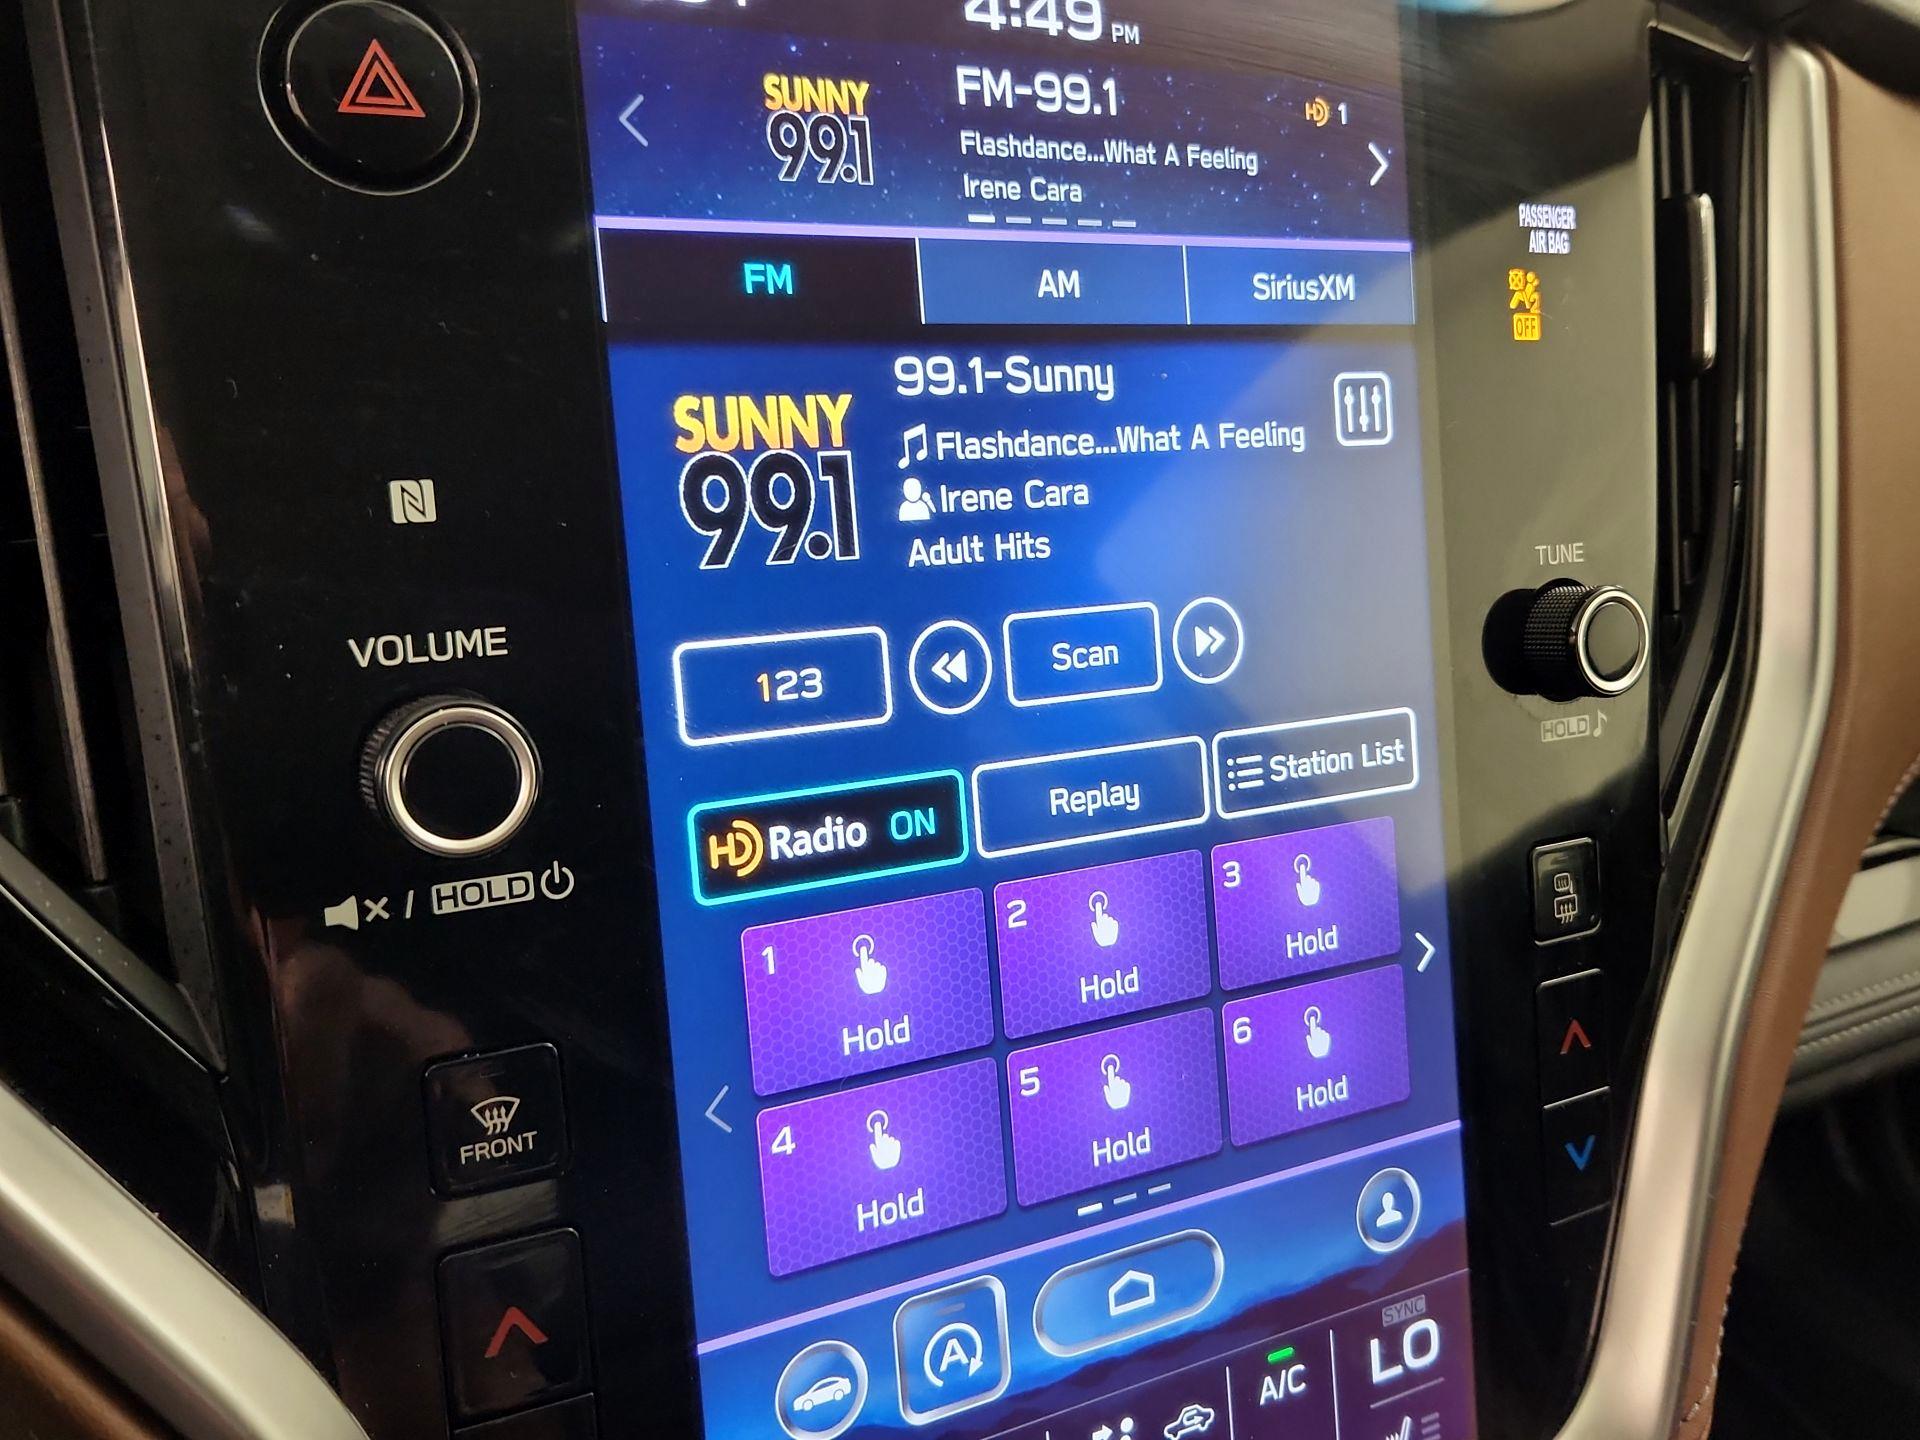 4:49 PM
SUNNY
99.1
FM-99.1
HD 1
Flashdance...What A Feeling
Irene Cara
PASSENGER
AIR BAG
OFF
FM
AM
SiriusXM
SUNNY
99.1
99.1-Sunny
Flashdance...What A Feeling
Irene Cara
Adult Hits
N
VOLUME
TUNE
HOLD
123
Scan
HD Radio ON
Replay
Station List
/ HOLD
1
Hold
2
Hold
3
Hold
4
Hold
5
Hold
6
Hold
FRONT
A
A/C
SYNC
LO